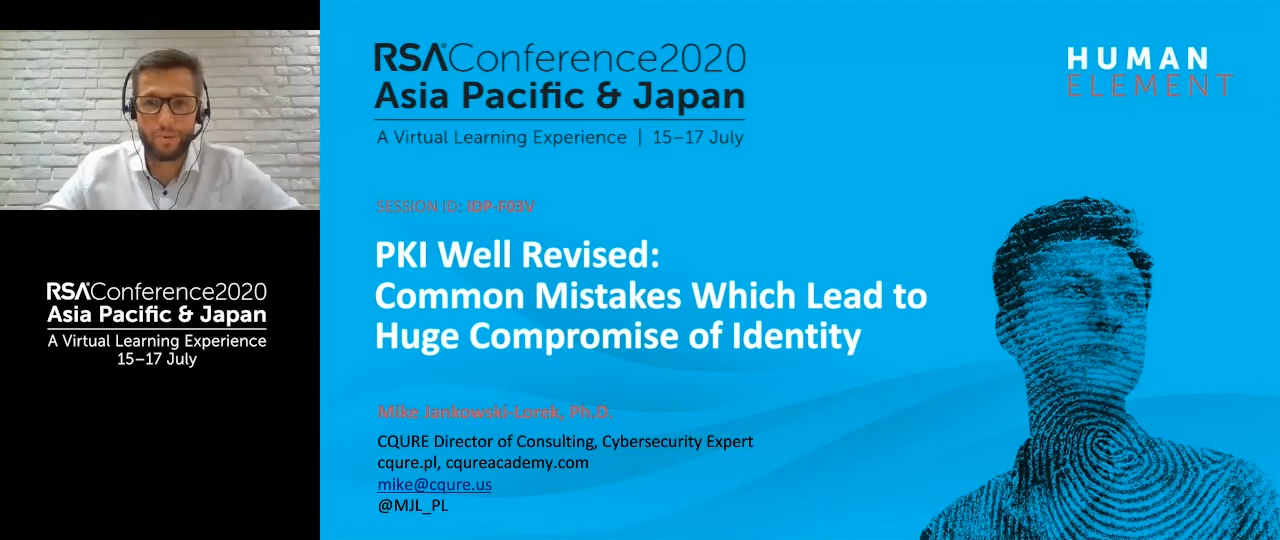 RSAConference2020
Asia Pacific & Japan
A Virtual Learning Experience
15–17 July
RSAConference2020
Asia Pacific & Japan
A Virtual Learning Experience | 15–17 July
HUMAN
ELEMENT
SESSION ID: IDP-F03V
PKI Well Revised:
Common Mistakes Which Lead to
Huge Compromise of Identity
Mike Jankowski-Lorek, Ph.D.
CQURE Director of Consulting, Cybersecurity Expert
cqure.pl, cqureacademy.com
mike@cqure.us
@MJL_PL